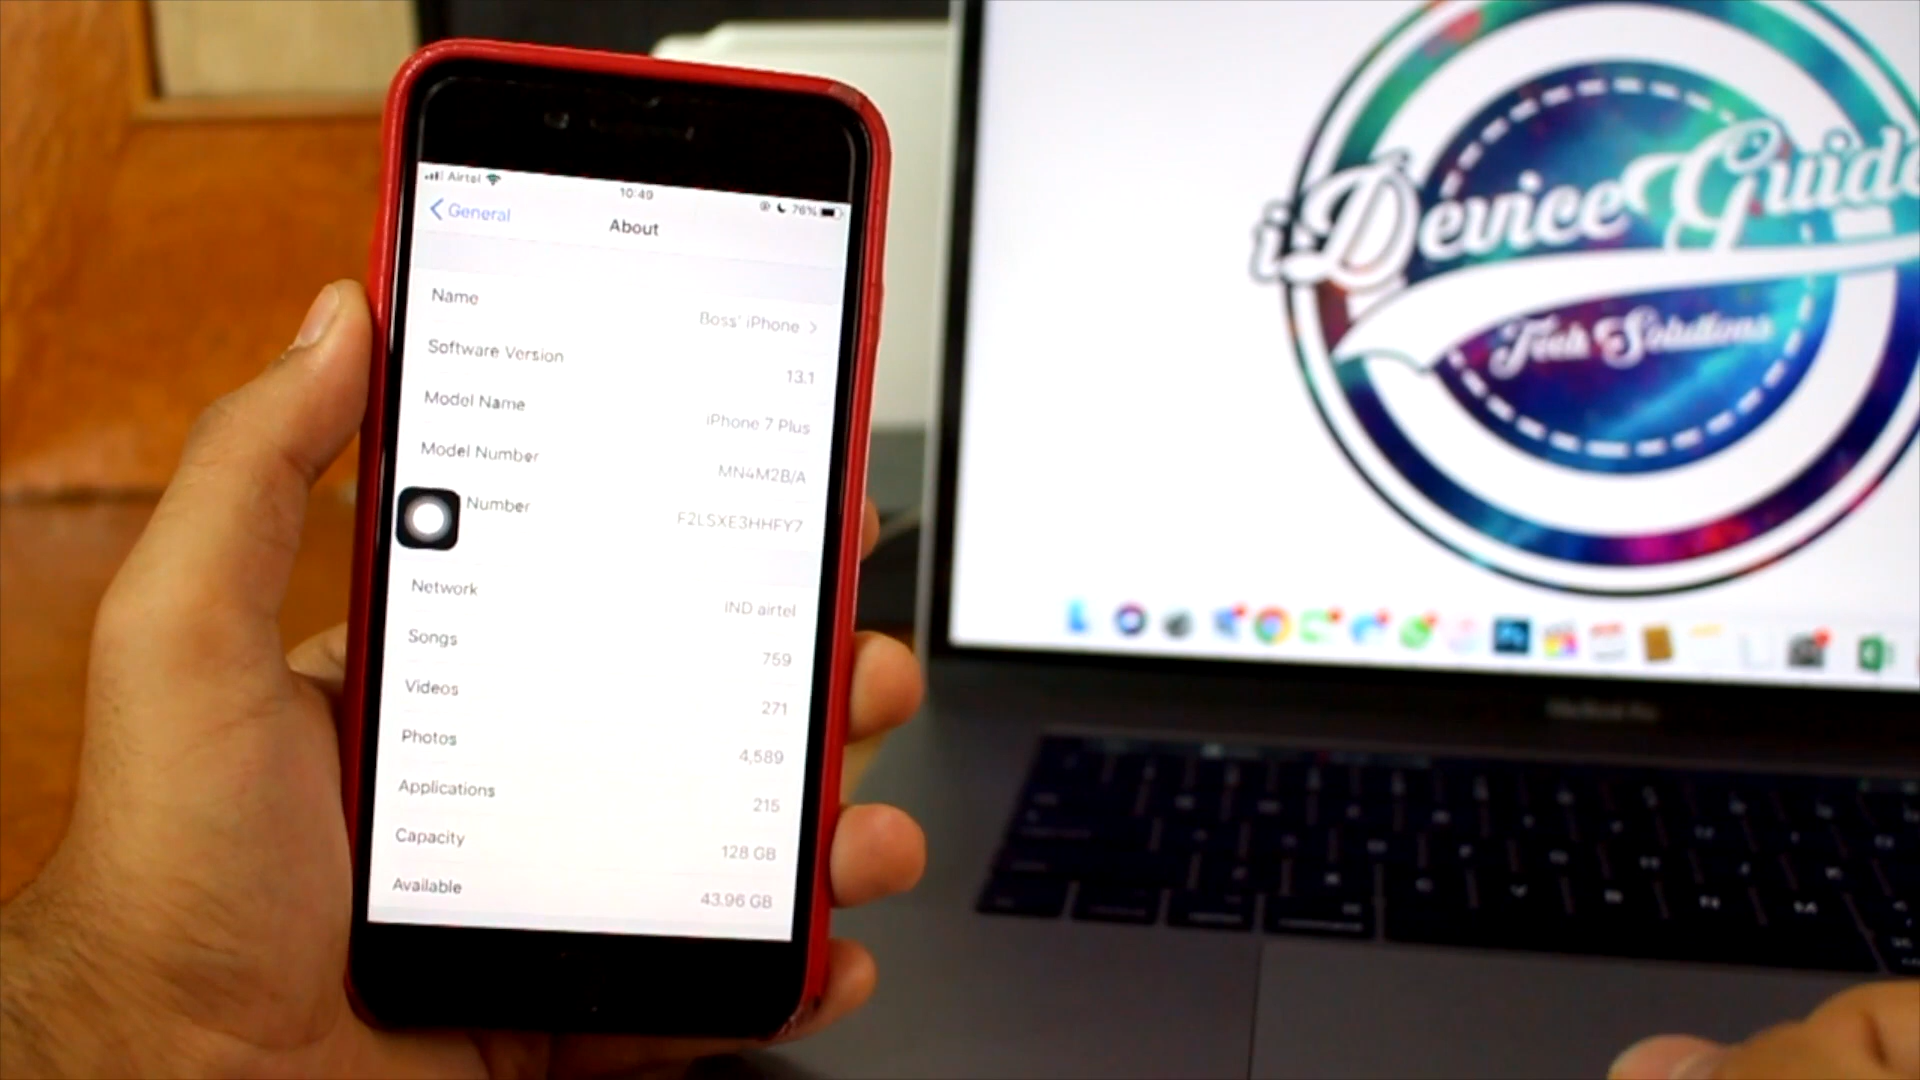 Airtel
10:49
76%
General
About
Name
Boss' iPhone
Software Version
13.1
Model Name
iPhone 7 Plus
Model Number
MN4M2B/A
Number
F2LSXE3HHFY7
Network
IND airtel
Songs
759
Videos
271
Photos
4,589
Applications
215
Capacity
128 GB
Available
43.96 GB
iDeviceGuide
Tech Solutions
MacBook Pro